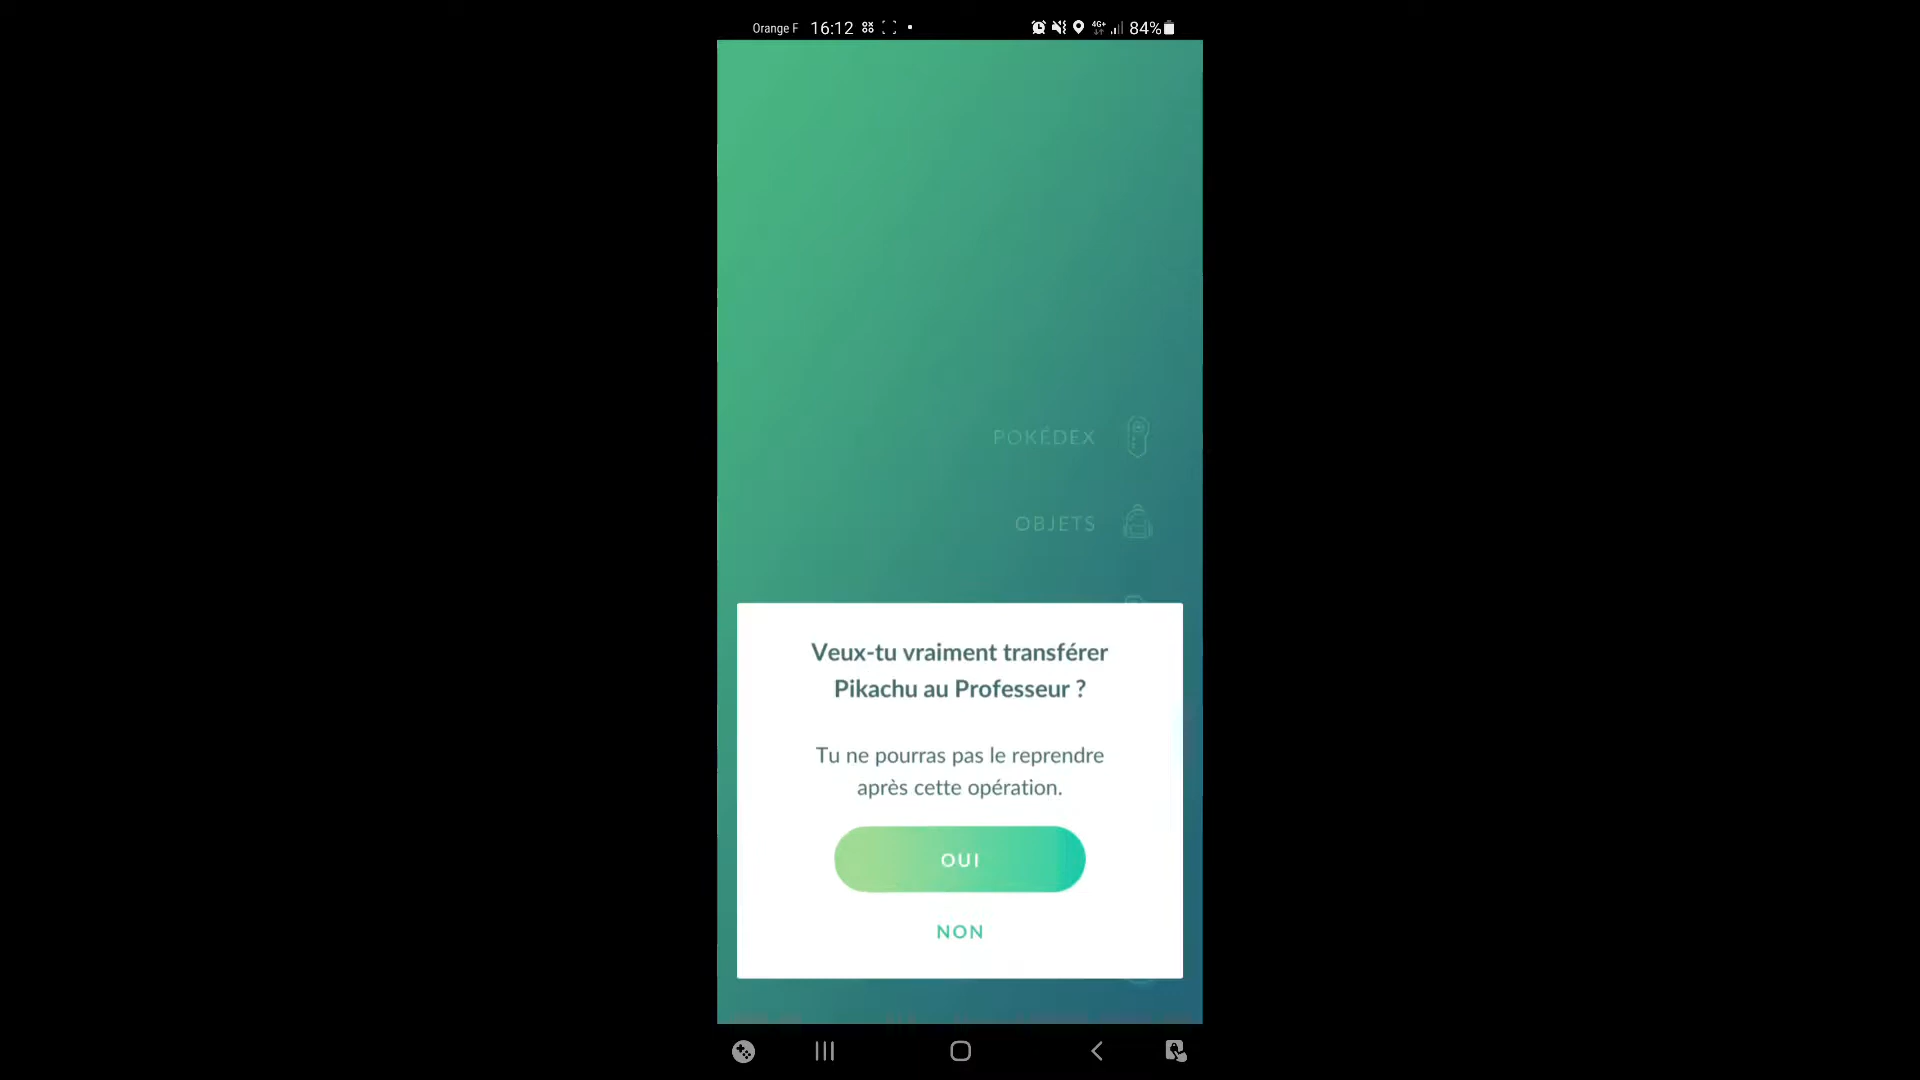 Orange F 16:12 4G+ 84%
POKÉDEX
OBJETS
Veux-tu vraiment transférer
Pikachu au Professeur ?
Tu ne pourras pas le reprendre
après cette opération.
OUI
NON